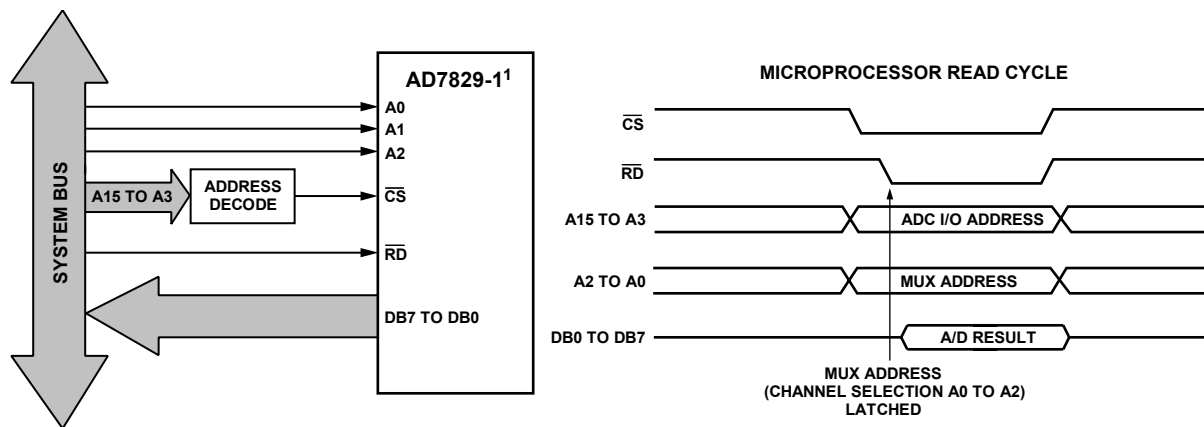 AD7829-1¹
A0
A1
A2
SYSTEM BUS
A15 TO A3
ADDRESS
DECODE
CS
RD
DB7 TO DB0
MICROPROCESSOR READ CYCLE
CS
RD
A15 TO A3
ADC I/O ADDRESS
A2 TO A0
MUX ADDRESS
DB0 TO DB7
A/D RESULT
MUX ADDRESS
(CHANNEL SELECTION A0 TO A2)
LATCHED